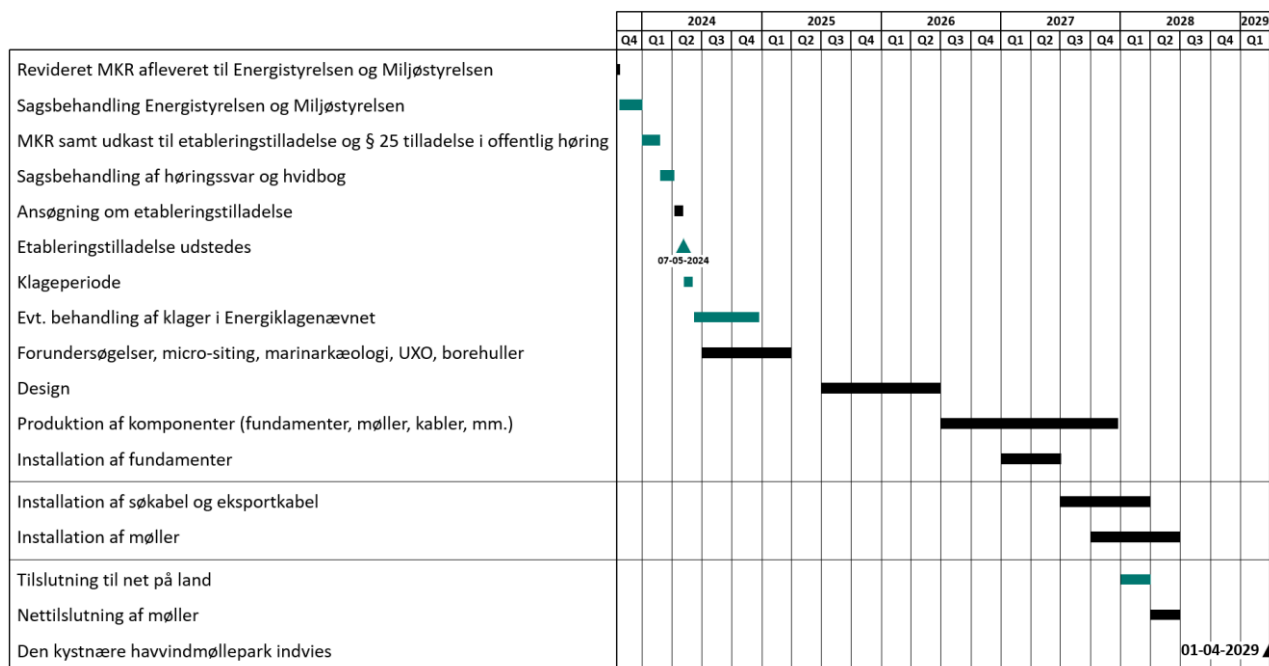 2024 2025 2026 2027 2028 2029
Q4 Q1 Q2 Q3 Q4 Q1 Q2 Q3 Q4 Q1 Q2 Q3 Q4 Q1 Q2 Q3 Q4 Q1 Q2 Q3 Q4 Q1
Revideret MKR afleveret til Energistyrelsen og Miljøstyrelsen
Sagsbehandling Energistyrelsen og Miljøstyrelsen
MKR samt udkast til etableringstilladelse og § 25 tilladelse i offentlig høring
Sagsbehandling af høringssvar og hvidbog
Ansøgning om etableringstilladelse
Etableringstilladelse udstedes
07-05-2024
Klageperiode
Evt. behandling af klager i Energiklagenævnet
Forundersøgelser, micro-siting, marinarkæologi, UXO, borehuller
Design
Produktion af komponenter (fundamenter, møller, kabler, mm.)
Installation af fundamenter
Installation af søkabel og eksportkabel
Installation af møller
Tilslutning til net på land
Nettilslutning af møller
Den kystnære havvindmøllepark indvies 01-04-2029